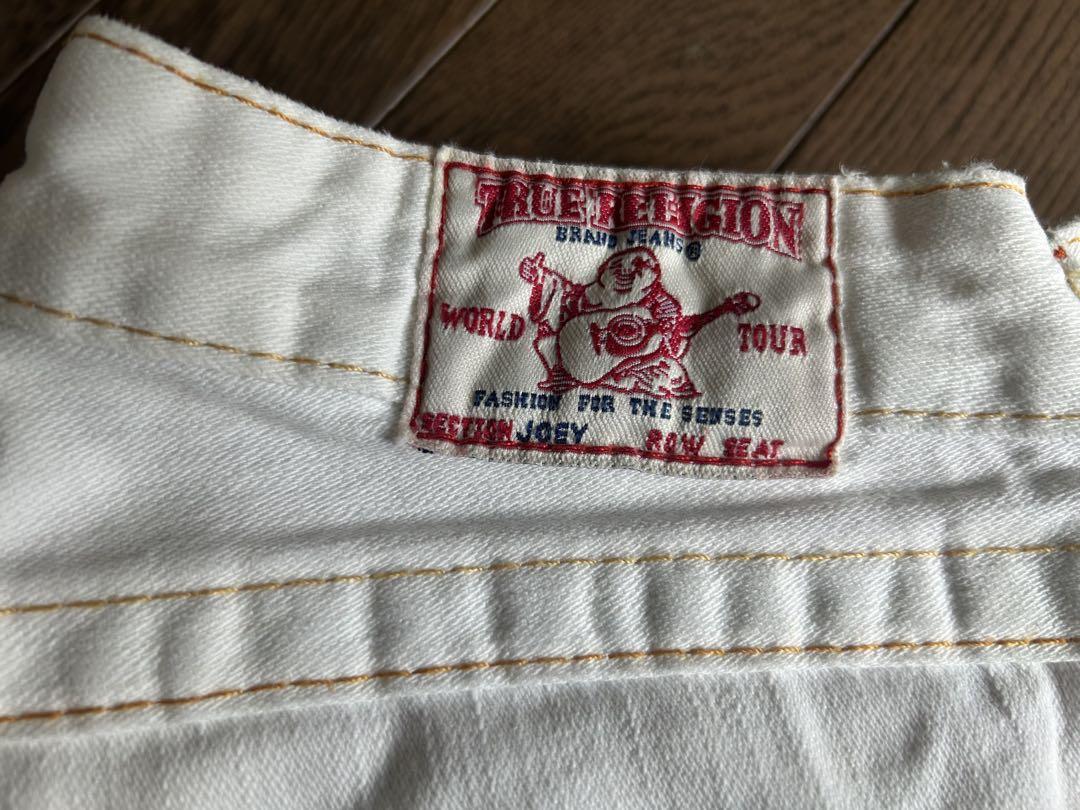 TRUE RELIGION
BRAND JEANS®
WORLD TOUR
FASHION FOR THE SENSES
SECTION JOEY ROW SEAT